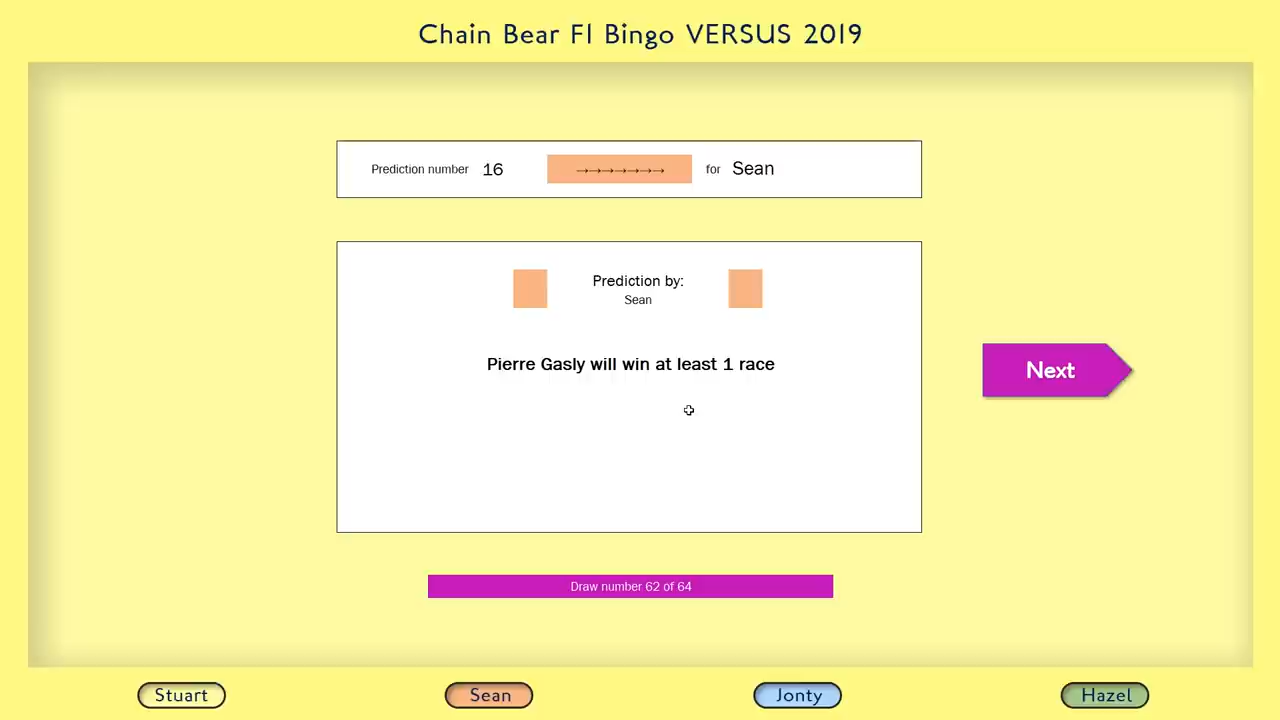 Chain Bear F1 Bingo VERSUS 2019
Prediction number 16 →→→→→→→ for Sean
Prediction by:
Sean
Pierre Gasly will win at least 1 race
Next
Draw number 62 of 64
Stuart Sean Jonty Hazel